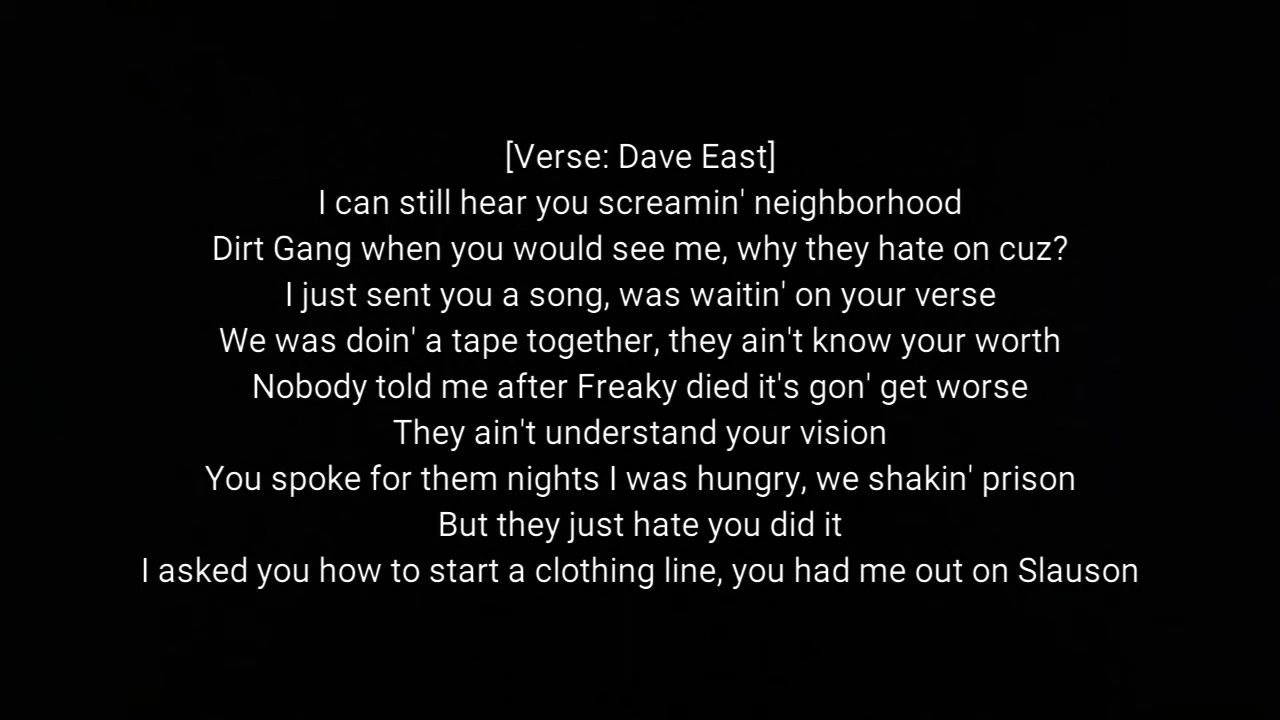 [Verse: Dave East]
I can still hear you screamin' neighborhood
Dirt Gang when you would see me, why they hate on cuz?
I just sent you a song, was waitin' on your verse
We was doin' a tape together, they ain't know your worth
Nobody told me after Freaky died it's gon' get worse
They ain't understand your vision
You spoke for them nights I was hungry, we shakin' prison
But they just hate you did it
I asked you how to start a clothing line, you had me out on Slauson